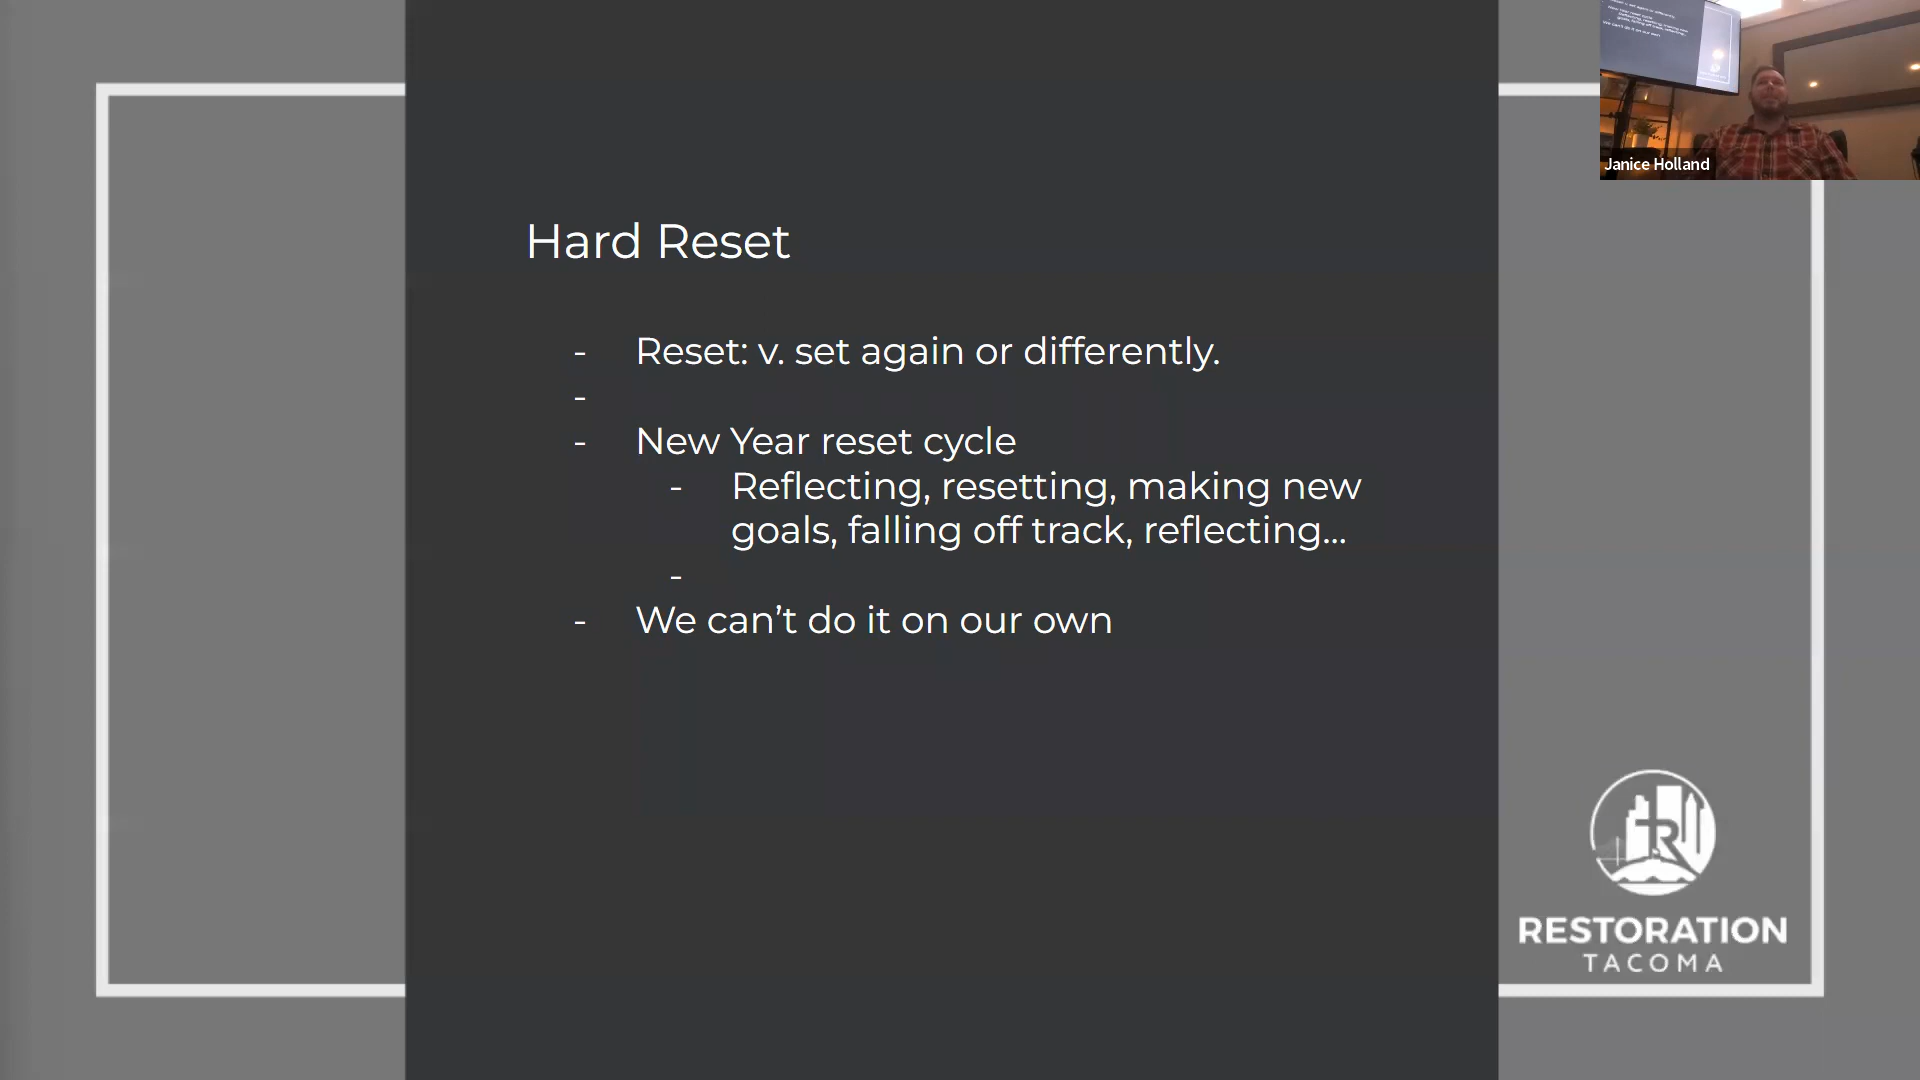 Hard Reset
- Reset: v. set again or differently.
-
- New Year reset cycle
- Reflecting, resetting, making new
goals, falling off track, reflecting...
-
- We can’t do it on our own
Janice Holland
R
RESTORATION
TACOMA